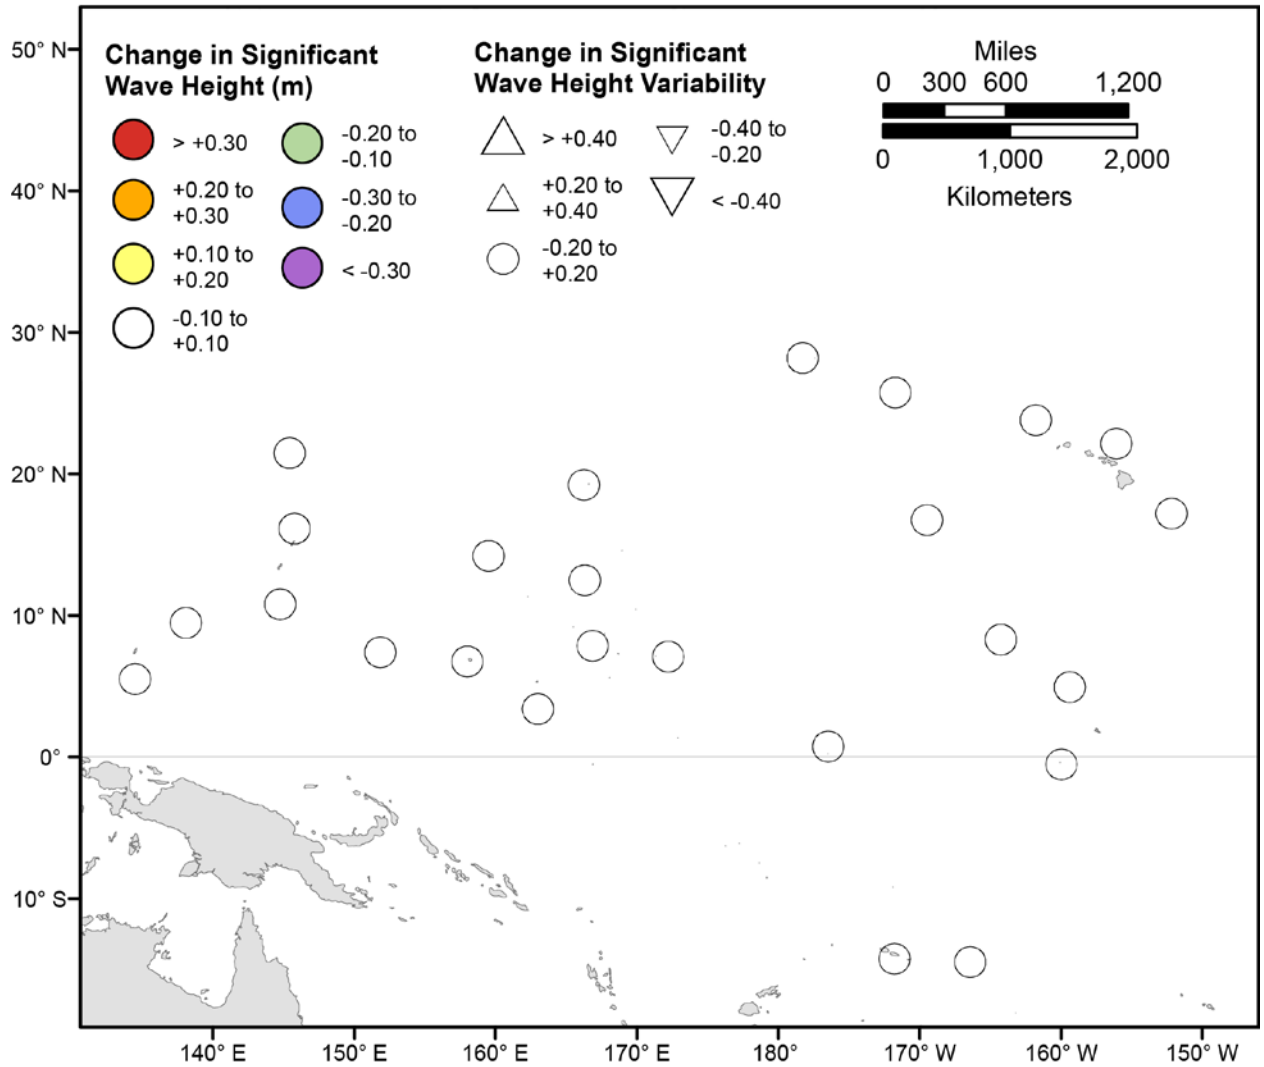 50° N
40° N
30° N
20° N
10° N
0°
10° S
Change in Significant
Wave Height (m)
> +0.30
+0.20 to
+0.30
+0.10 to
+0.20
-0.10 to
+0.10
-0.20 to
-0.10
-0.30 to
-0.20
< -0.30
Change in Significant
Wave Height Variability
> +0.40
+0.20 to
+0.40
-0.20 to
+0.20
-0.40 to
-0.20
< -0.40
Miles
0 300 600 1,200
0 1,000 2,000
Kilometers
140° E 150° E 160° E 170° E 180° 170° W 160° W 150° W